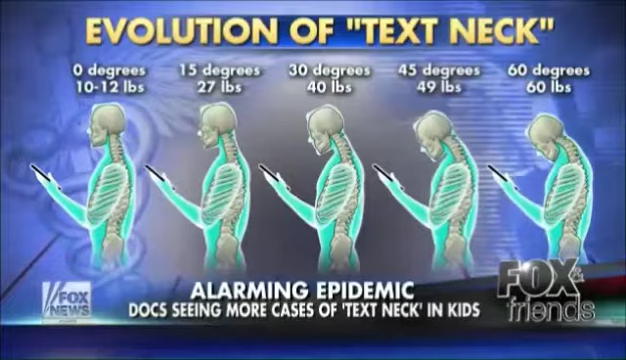 EVOLUTION OF "TEXT NECK"
0 degrees 15 degrees 30 degrees 45 degrees 60 degrees
10-12 lbs 27 lbs 40 lbs 49 lbs 60 lbs
ALARMING EPIDEMIC
DOCS SEEING MORE CASES OF 'TEXT NECK' IN KIDS
FOX
NEWS
FOX &
friends